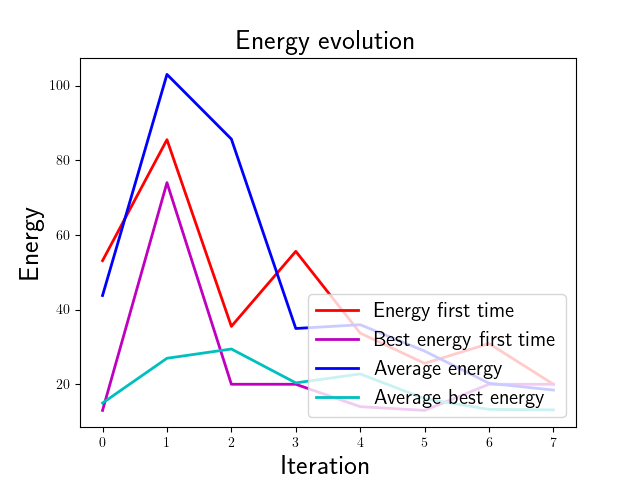 Energy evolution
Energy
100
80
60
40
20
Energy first time
Best energy first time
Average energy
Average best energy
0 1 2 3 4 5 6 7
Iteration